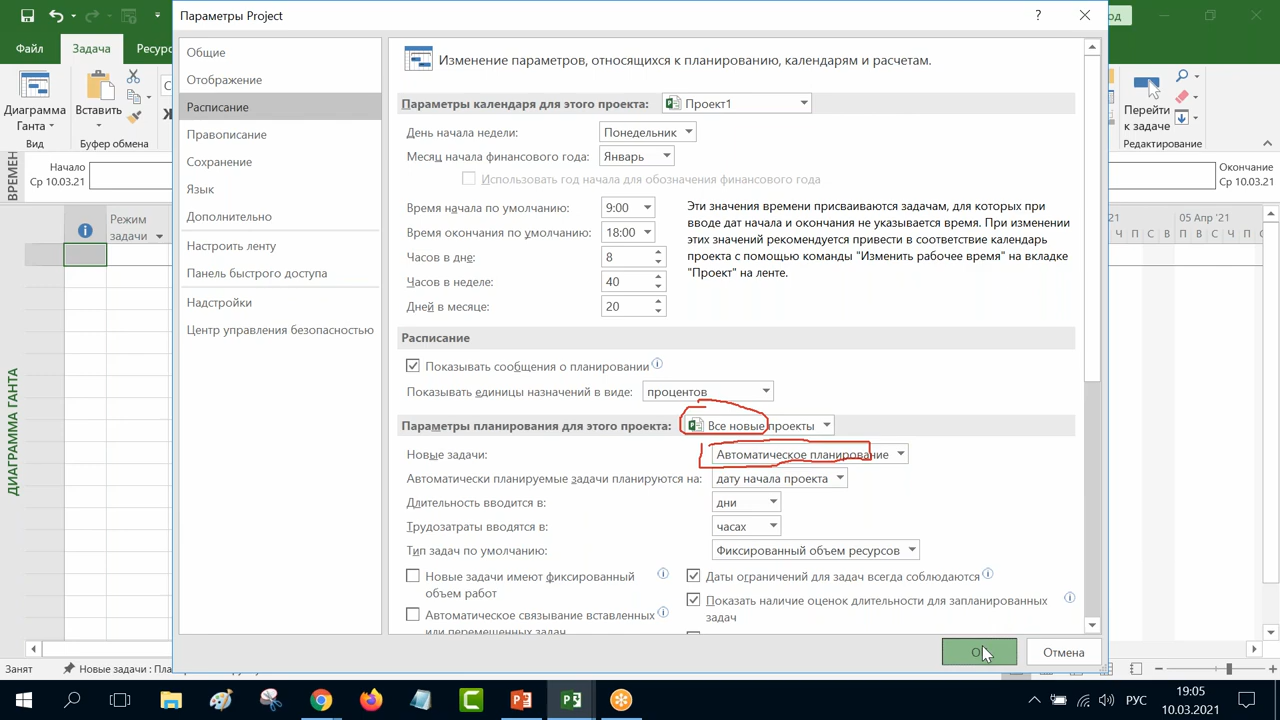 Параметры Project
?
од
Файл
Задача
Ресур
Диаграмма
Ганта
Вид
Вставить
Буфер обмена
Перейти
к задаче
Редактирование
ВРЕМЕН
Начало
Ср 10.03.21
Окончание
Ср 10.03.21
Режим
задачи
21
05 Апр '21
Ч П С В П В С Ч П
ДИАГРАММА ГАНТА
Общие
Отображение
Расписание
Правописание
Сохранение
Язык
Дополнительно
Настроить ленту
Панель быстрого доступа
Надстройки
Центр управления безопасностью
Изменение параметров, относящихся к планированию, календарям и расчетам.
Параметры календаря для этого проекта: Проект1
День начала недели: Понедельник
Месяц начала финансового года: Январь
Использовать год начала для обозначения финансового года
Время начала по умолчанию: 9:00
Время окончания по умолчанию: 18:00
Часов в дне: 8
Часов в неделе: 40
Дней в месяце: 20
Эти значения времени присваиваются задачам, для которых при
вводе дат начала и окончания не указывается время. При изменении
этих значений рекомендуется привести в соответствие календарь
проекта с помощью команды "Изменить рабочее время" на вкладке
"Проект" на ленте.
Расписание
Показывать сообщения о планировании
Показывать единицы назначений в виде: процентов
Параметры планирования для этого проекта: Все новые проекты
Новые задачи: Автоматическое планирование
Автоматически планируемые задачи планируются на: дату начала проекта
Длительность вводится в: дни
Трудозатраты вводятся в: часах
Тип задач по умолчанию: Фиксированный объем ресурсов
Новые задачи имеют фиксированный
объем работ
Автоматическое связывание вставленных
или перемещенных задач
Даты ограничений для задач всегда соблюдаются
Показать наличие оценок длительности для запланированных
задач
Отмена
Занят
Новые задачи : Пла
РУС
19:05
10.03.2021